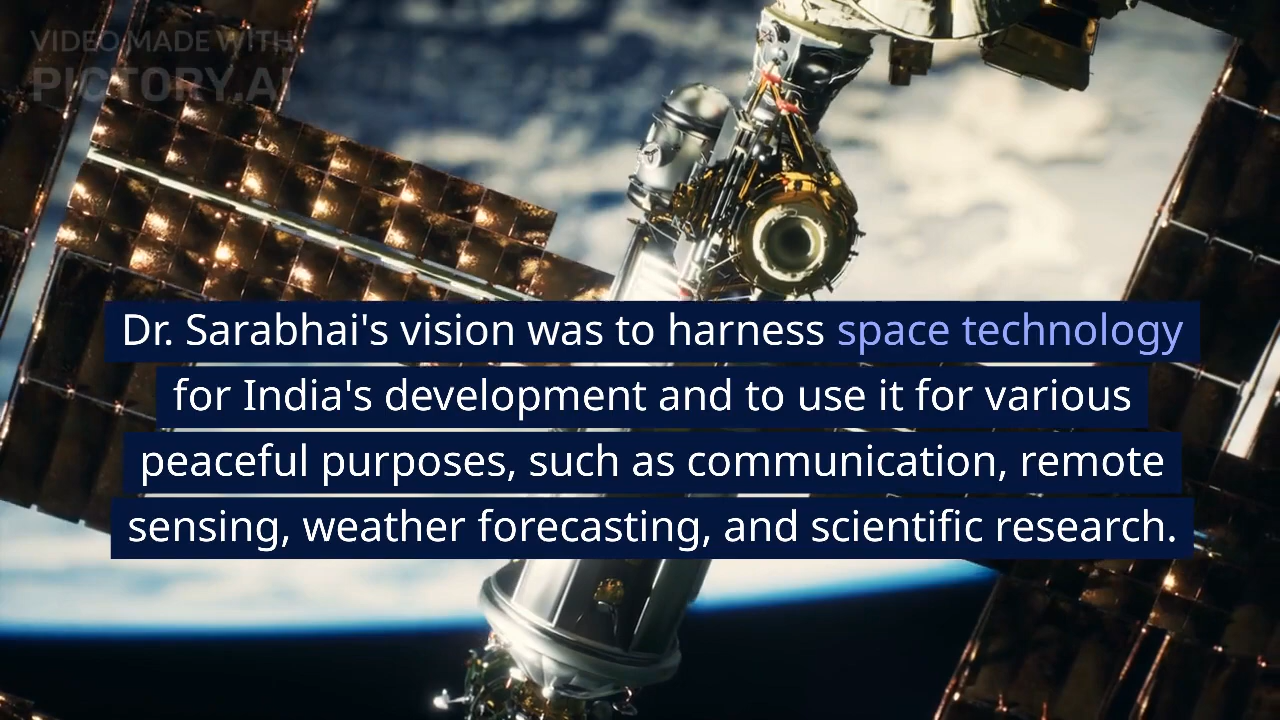 VIDEO MADE WITH
PICTORY.AI
Dr. Sarabhai's vision was to harness space technology
for India's development and to use it for various
peaceful purposes, such as communication, remote
sensing, weather forecasting, and scientific research.